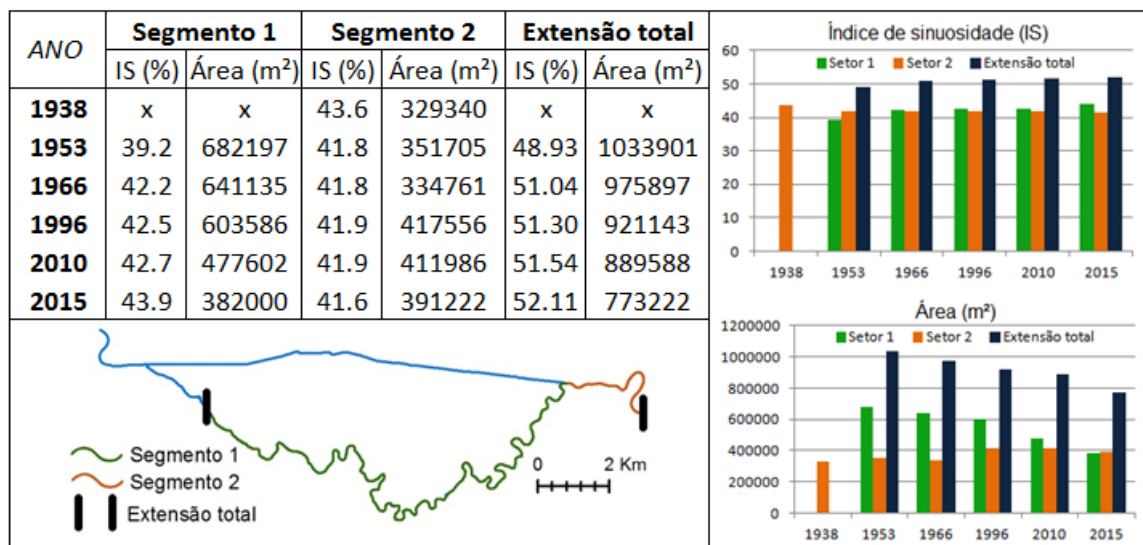 ANO Segmento 1 Segmento 2 Extensão total
IS (%) Área (m²) IS (%) Área (m²) IS (%) Área (m²)
1938 x x 43.6 329340 x x
1953 39.2 682197 41.8 351705 48.93 1033901
1966 42.2 641135 41.8 334761 51.04 975897
1996 42.5 603586 41.9 417556 51.30 921143
2010 42.7 477602 41.9 411986 51.54 889588
2015 43.9 382000 41.6 391222 52.11 773222
Segmento 1
Segmento 2
Extensão total
0 2 Km
Índice de sinuosidade (IS)
Setor 1 Setor 2 Extensão total
60
50
40
30
20
10
0
1938 1953 1966 1996 2010 2015
Área (m²)
Setor 1 Setor 2 Extensão total
1200000
1000000
800000
600000
400000
200000
0
1938 1953 1966 1996 2010 2015